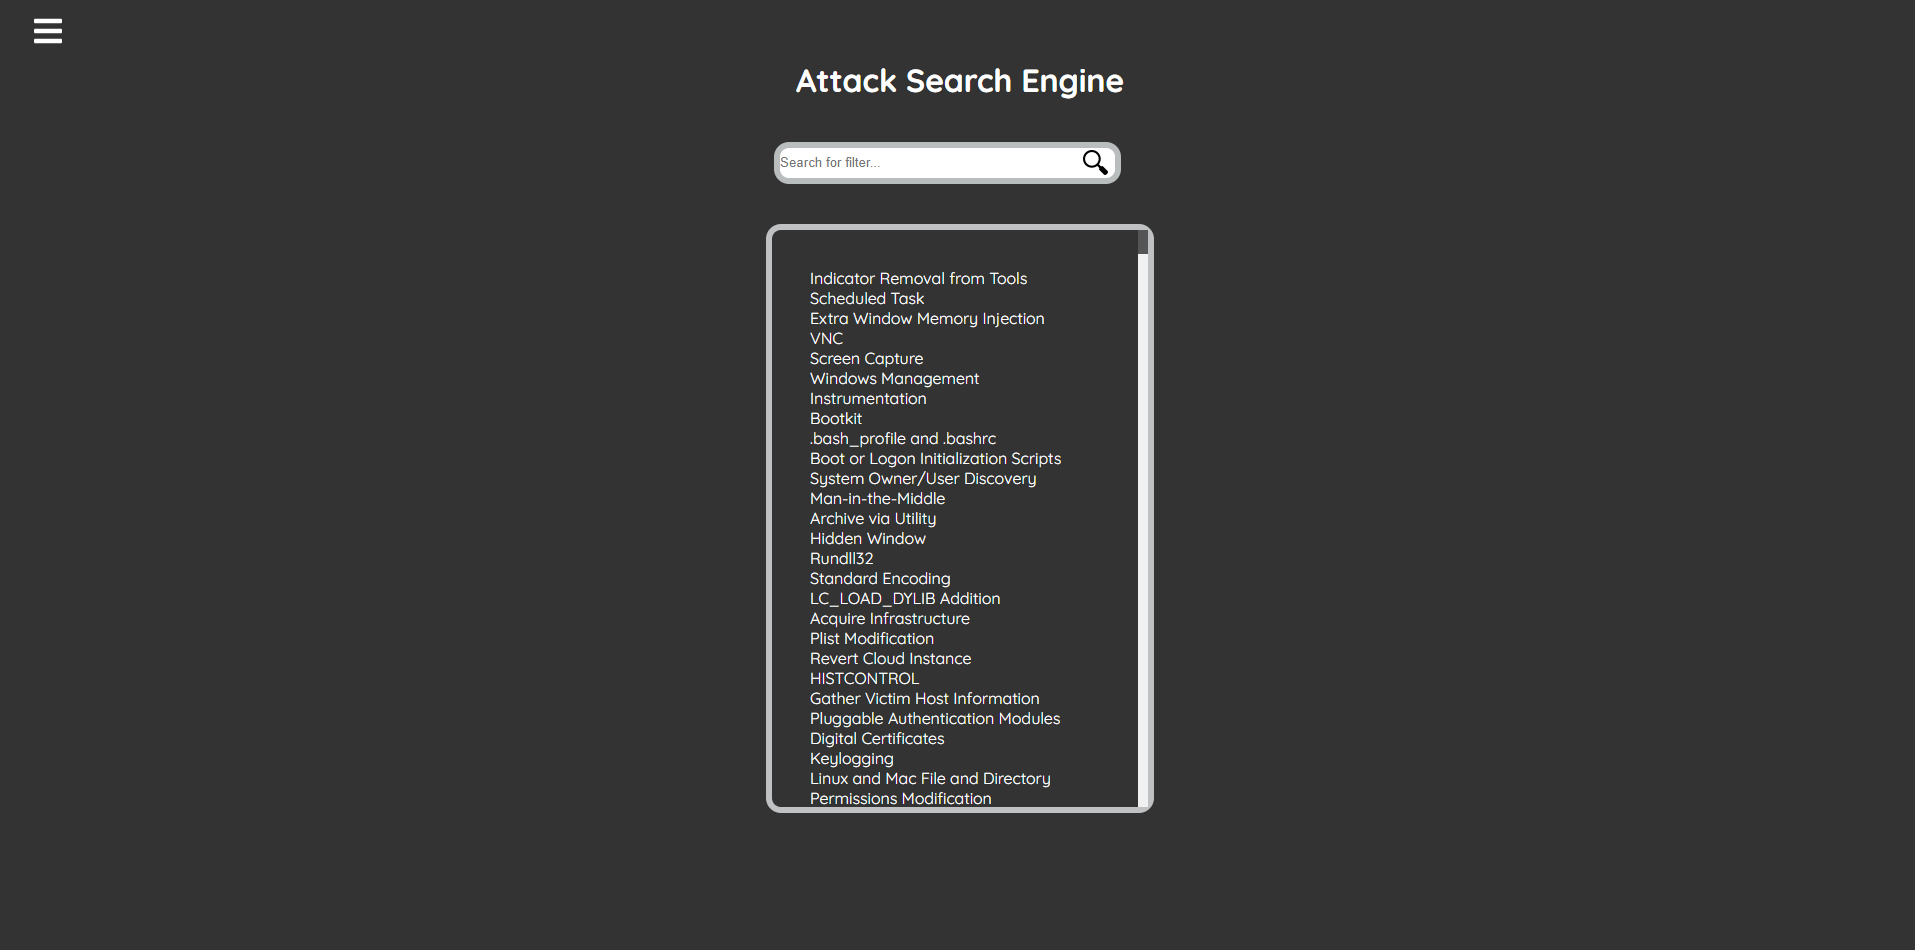 Attack Search Engine
Search for filter...
Indicator Removal from Tools
Scheduled Task
Extra Window Memory Injection
VNC
Screen Capture
Windows Management
Instrumentation
Bootkit
.bash_profile and .bashrc
Boot or Logon Initialization Scripts
System Owner/User Discovery
Man-in-the-Middle
Archive via Utility
Hidden Window
Rundll32
Standard Encoding
LC_LOAD_DYLIB Addition
Acquire Infrastructure
Plist Modification
Revert Cloud Instance
HISTCONTROL
Gather Victim Host Information
Pluggable Authentication Modules
Digital Certificates
Keylogging
Linux and Mac File and Directory
Permissions Modification